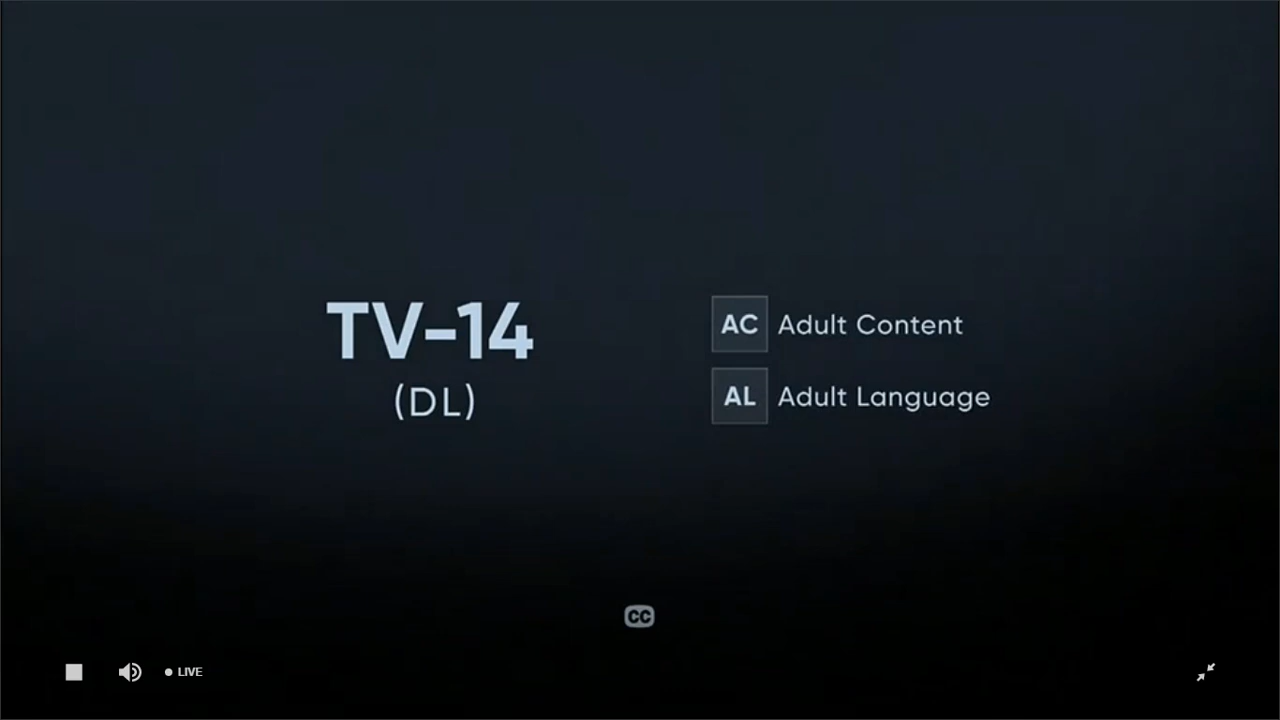 TV-14
(DL)
AC Adult Content
AL Adult Language
CC
LIVE